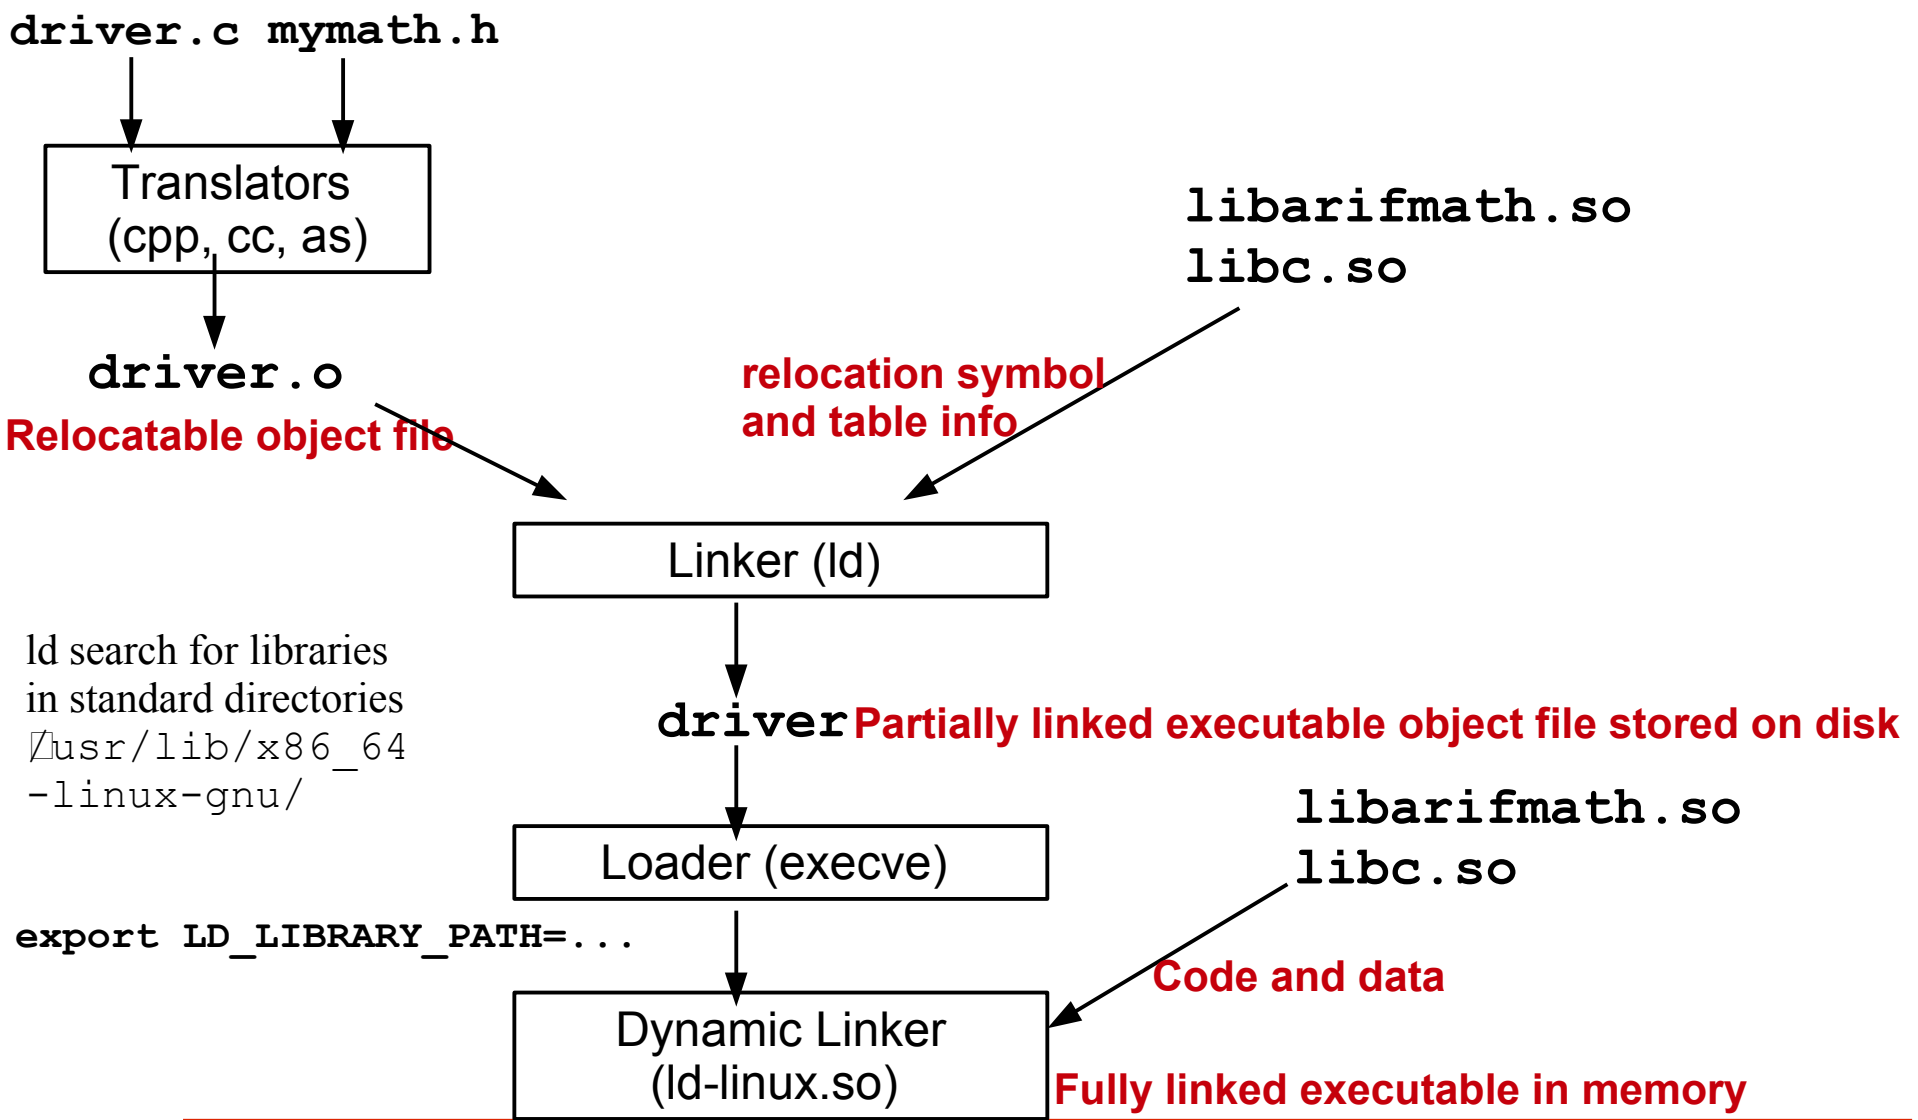 driver.c mymath.h
Translators
(cpp, cc, as)
libarifmath.so
libc.so
driver.o
Relocatable object file
relocation symbol
and table info
Linker (ld)
ld search for libraries
in standard directories
/usr/lib/x86_64
-linux-gnu/
driver Partially linked executable object file stored on disk
libarifmath.so
libc.so
Loader (execve)
export LD_LIBRARY_PATH=...
Code and data
Dynamic Linker
(ld-linux.so)
Fully linked executable in memory